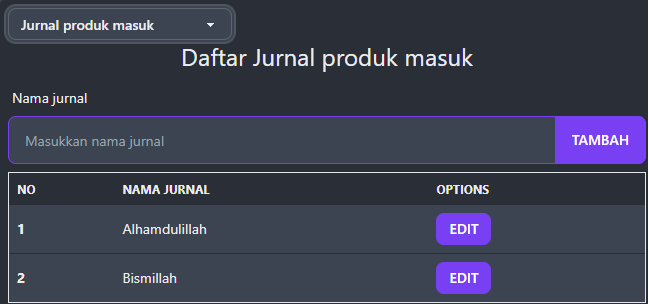 Jurnal produk masuk
Daftar Jurnal produk masuk
Nama jurnal
Masukkan nama jurnal TAMBAH
NO NAMA JURNAL OPTIONS
1 Alhamdulillah EDIT
2 Bismillah EDIT